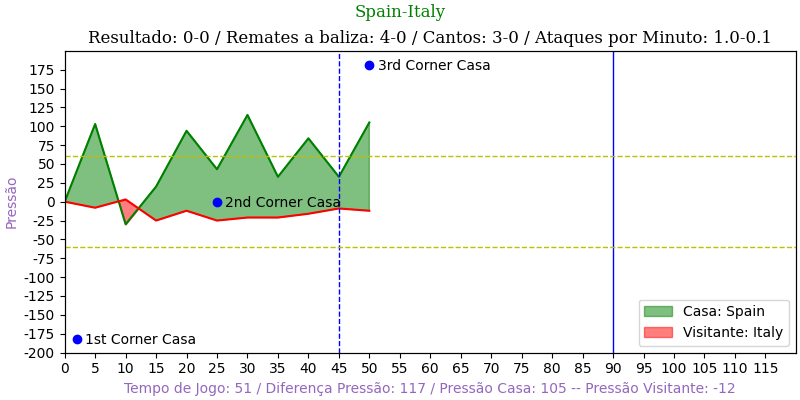 Spain-Italy
Resultado: 0-0 / Remates a baliza: 4-0 / Cantos: 3-0 / Ataques por Minuto: 1.0-0.1
Pressão
175
150
125
100
75
50
25
0
-25
-50
-75
-100
-125
-150
-175
-200
3rd Corner Casa
2nd Corner Casa
1st Corner Casa
Casa: Spain
Visitante: Italy
0 5 10 15 20 25 30 35 40 45 50 55 60 65 70 75 80 85 90 95 100 105 110 115
Tempo de Jogo: 51 / Diferença Pressão: 117 / Pressão Casa: 105 -- Pressão Visitante: -12